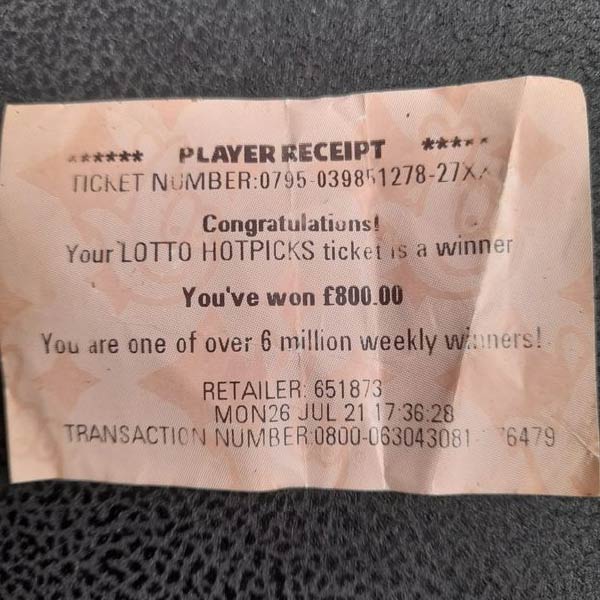 ****** PLAYER RECEIPT *****
TICKET NUMBER:0795-039851278-27XX
Congratulations!
Your LOTTO HOTPICKS ticket is a winner
You've won £800.00
You are one of over 6 million weekly winners!
RETAILER: 651873
MON26 JUL 21 17:36:28
TRANSACTION NUMBER:0800-063043081- 6479